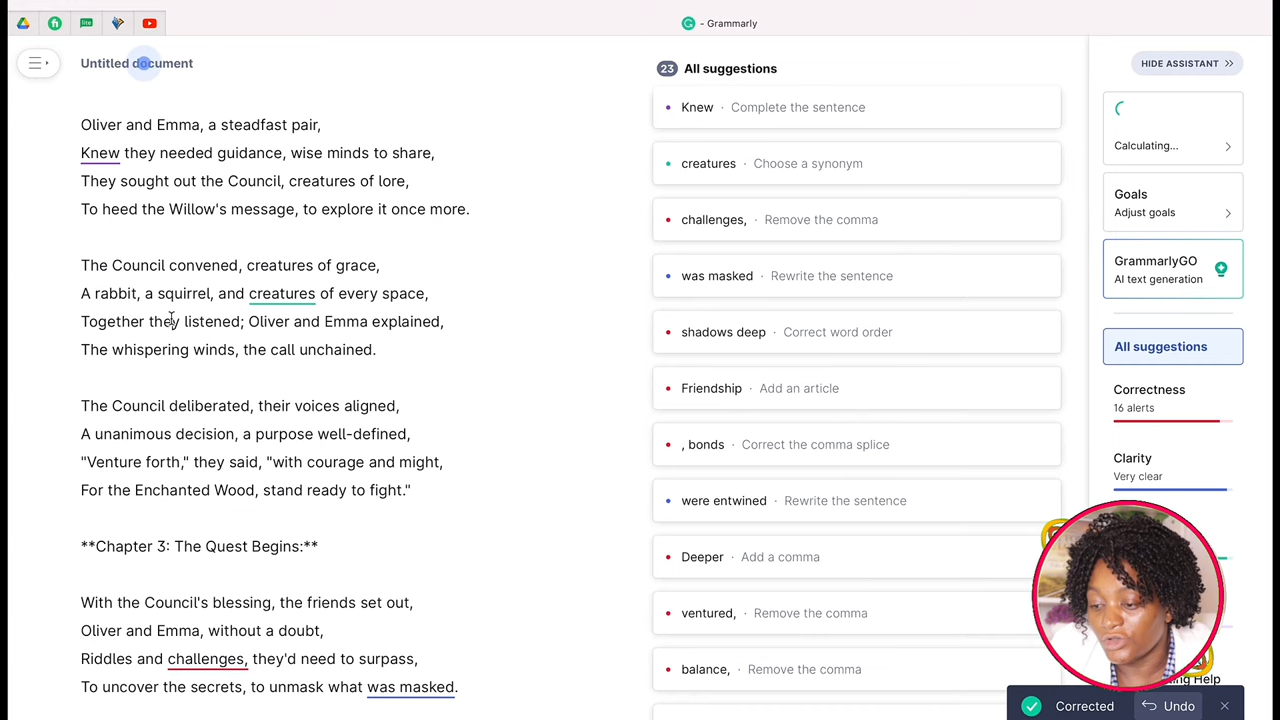 - Grammarly
Untitled document
Oliver and Emma, a steadfast pair,
Knew they needed guidance, wise minds to share,
They sought out the Council, creatures of lore,
To heed the Willow's message, to explore it once more.
The Council convened, creatures of grace,
A rabbit, a squirrel, and creatures of every space,
Together they listened; Oliver and Emma explained,
The whispering winds, the call unchained.
The Council deliberated, their voices aligned,
A unanimous decision, a purpose well-defined,
"Venture forth," they said, "with courage and might,
For the Enchanted Wood, stand ready to fight."
**Chapter 3: The Quest Begins:**
With the Council's blessing, the friends set out,
Oliver and Emma, without a doubt,
Riddles and challenges, they'd need to surpass,
To uncover the secrets, to unmask what was masked.
23 All suggestions
Knew · Complete the sentence
creatures · Choose a synonym
challenges, · Remove the comma
was masked · Rewrite the sentence
shadows deep · Correct word order
Friendship · Add an article
, bonds · Correct the comma splice
were entwined · Rewrite the sentence
Deeper · Add a comma
ventured, · Remove the comma
balance, · Remove the comma
HIDE ASSISTANT
Calculating...
Goals
Adjust goals
GrammarlyGO
AI text generation
All suggestions
Correctness
16 alerts
Clarity
Very clear
Help
Corrected Undo